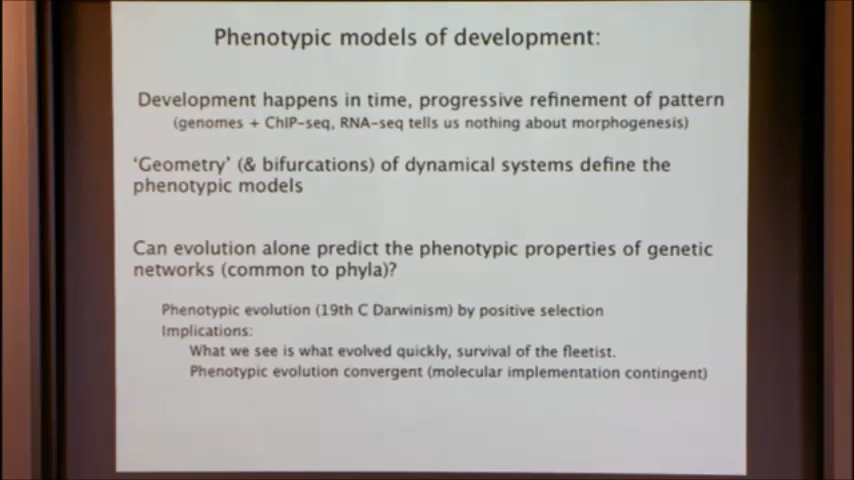 Phenotypic models of development:
Development happens in time, progressive refinement of pattern
(genomes + ChIP-seq, RNA-seq tells us nothing about morphogenesis)
‘Geometry’ (& bifurcations) of dynamical systems define the
phenotypic models
Can evolution alone predict the phenotypic properties of genetic
networks (common to phyla)?
Phenotypic evolution (19th C Darwinism) by positive selection
Implications:
What we see is what evolved quickly, survival of the fleetist.
Phenotypic evolution convergent (molecular implementation contingent)